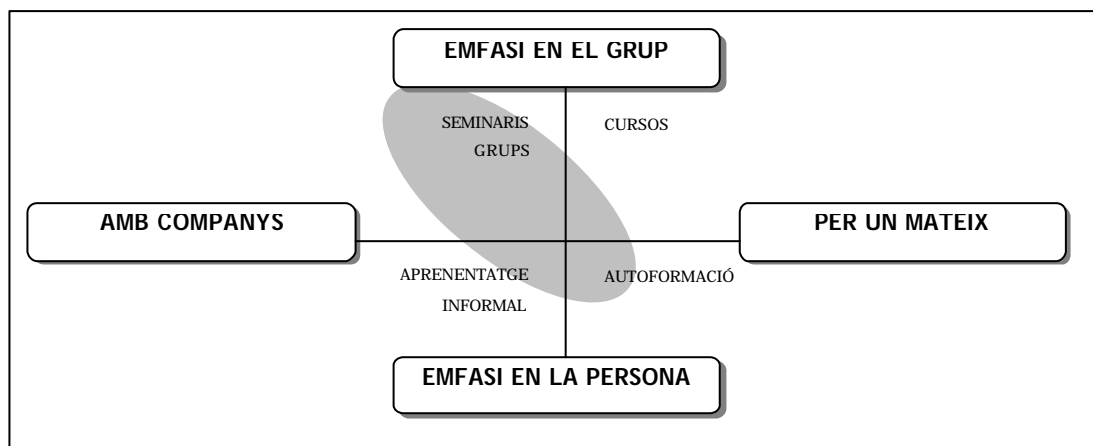 EMFASI EN EL GRUP
SEMINARIS
GRUPS
CURSOS
AMB COMPANYS
PER UN MATEIX
APRENENTATGE
INFORMAL
AUTOFORMACIÓ
EMFASI EN LA PERSONA